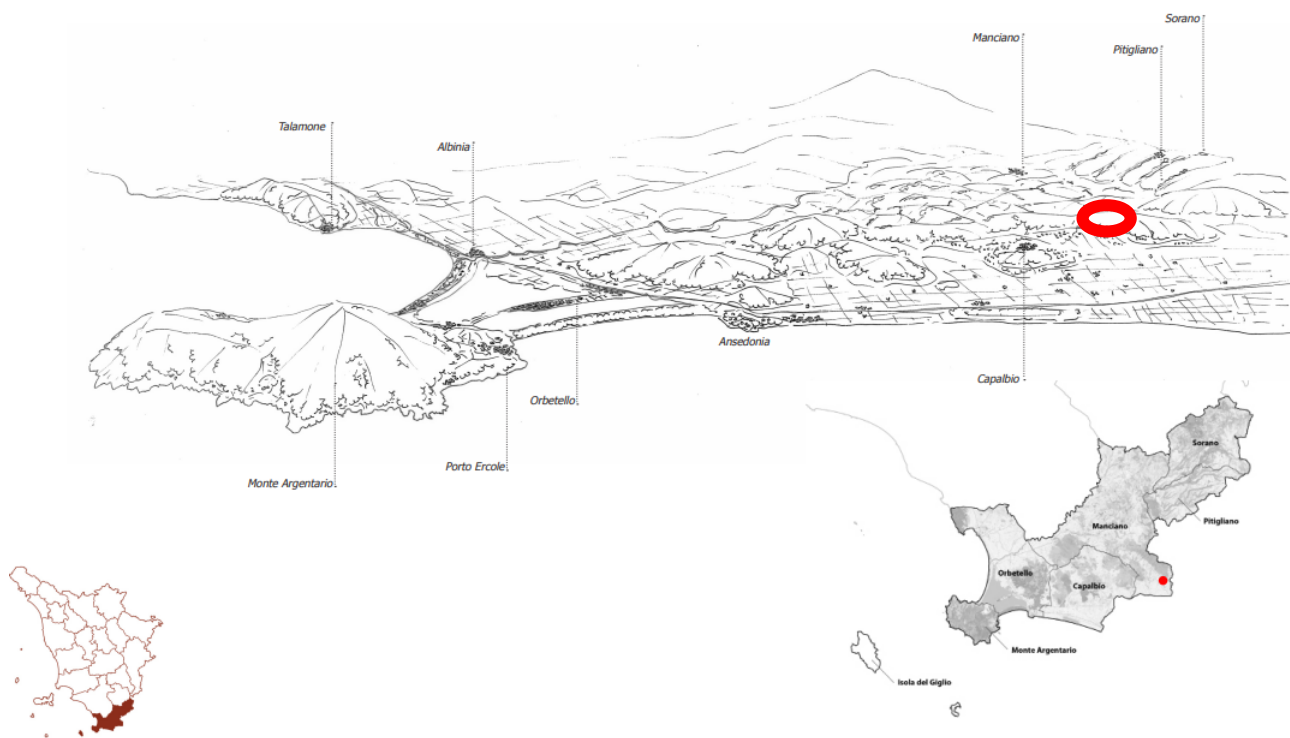 Sorano
Manciano
Pitigliano
Talamone
Albinia
Ansedonia
Capalbio
Orbetello
Porto Ercole
Monte Argentario
Sorano
Pitigliano
Manciano
Orbetello
Capalbio
Monte Argentario
Isola del Giglio